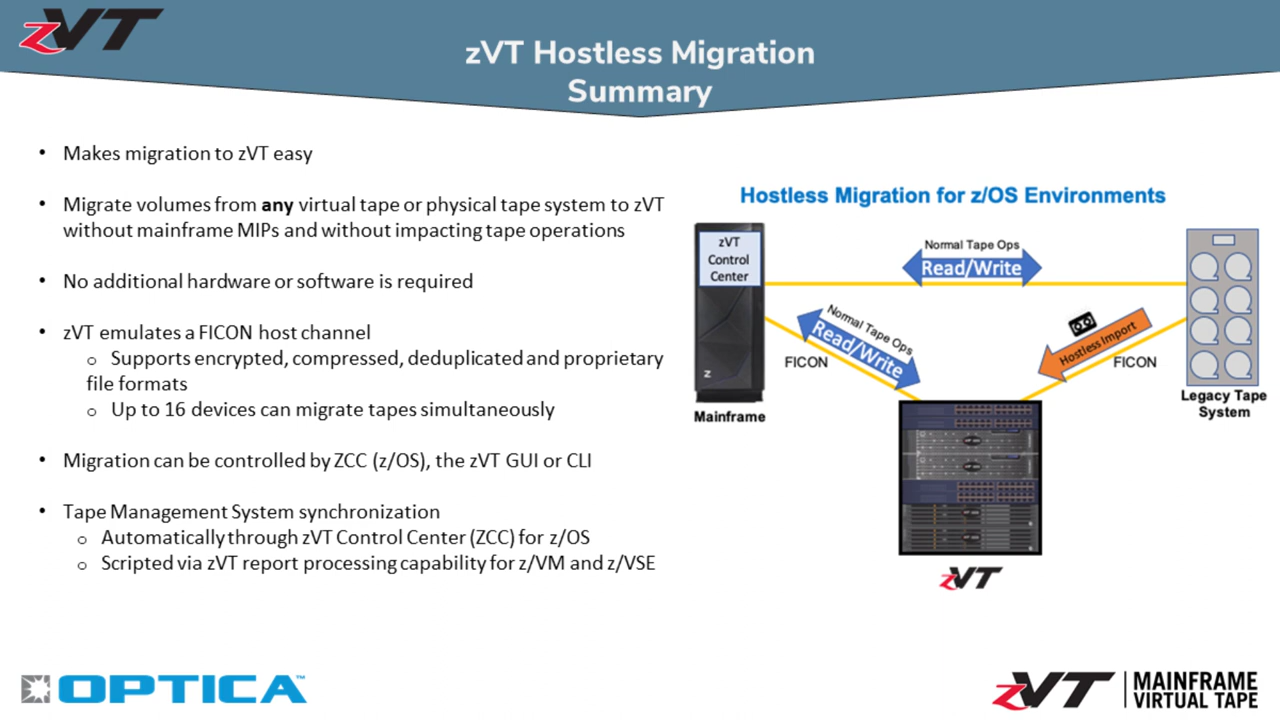 zVT
zVT Hostless Migration
Summary
• Makes migration to zVT easy
• Migrate volumes from any virtual tape or physical tape system to zVT
without mainframe MIPs and without impacting tape operations
• No additional hardware or software is required
• zVT emulates a FICON host channel
o Supports encrypted, compressed, deduplicated and proprietary
file formats
o Up to 16 devices can migrate tapes simultaneously
• Migration can be controlled by ZCC (z/OS), the zVT GUI or CLI
• Tape Management System synchronization
o Automatically through zVT Control Center (ZCC) for z/OS
o Scripted via zVT report processing capability for z/VM and z/VSE
Hostless Migration for z/OS Environments
zVT
Control
Center
z
Mainframe
Normal Tape Ops
Read/Write
Normal Tape Ops
Read/Write
FICON
Hostless Import
FICON
Legacy Tape
System
zVT
OPTICA™
zVT
MAINFRAME
VIRTUAL TAPE